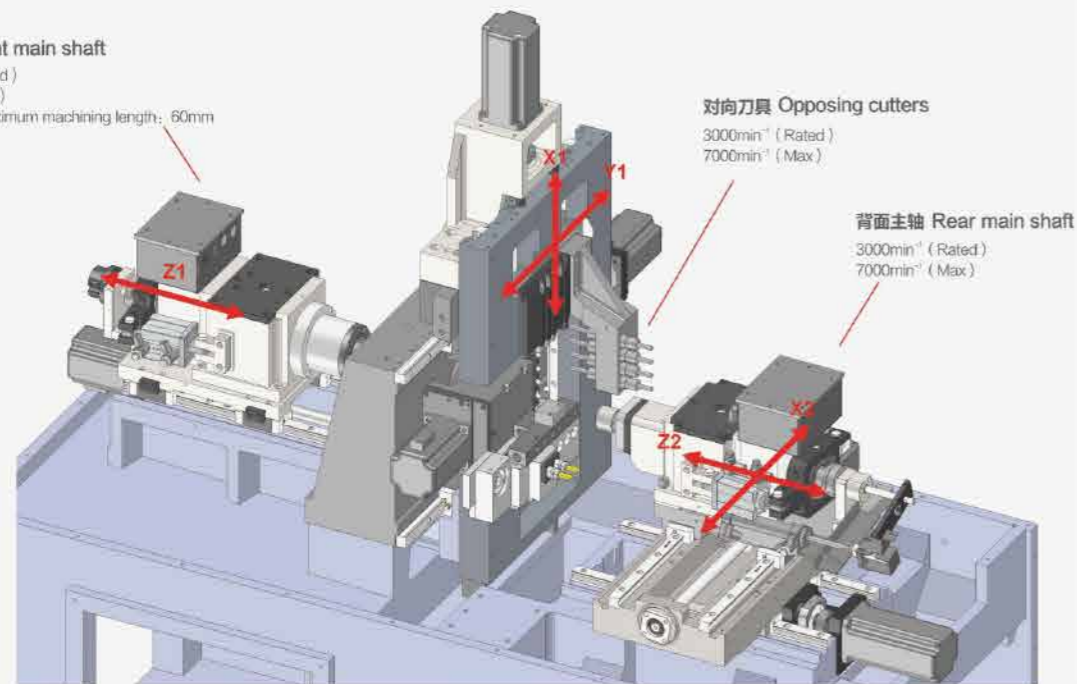 main shaft
maximum machining length: 60mm
对向刀具 Opposing cutters
3000min⁻¹ ( Rated )
7000min⁻¹ ( Max )
背面主轴 Rear main shaft
3000min⁻¹ ( Rated )
7000min⁻¹ ( Max )
X1
Y1
Z1
X2
Z2